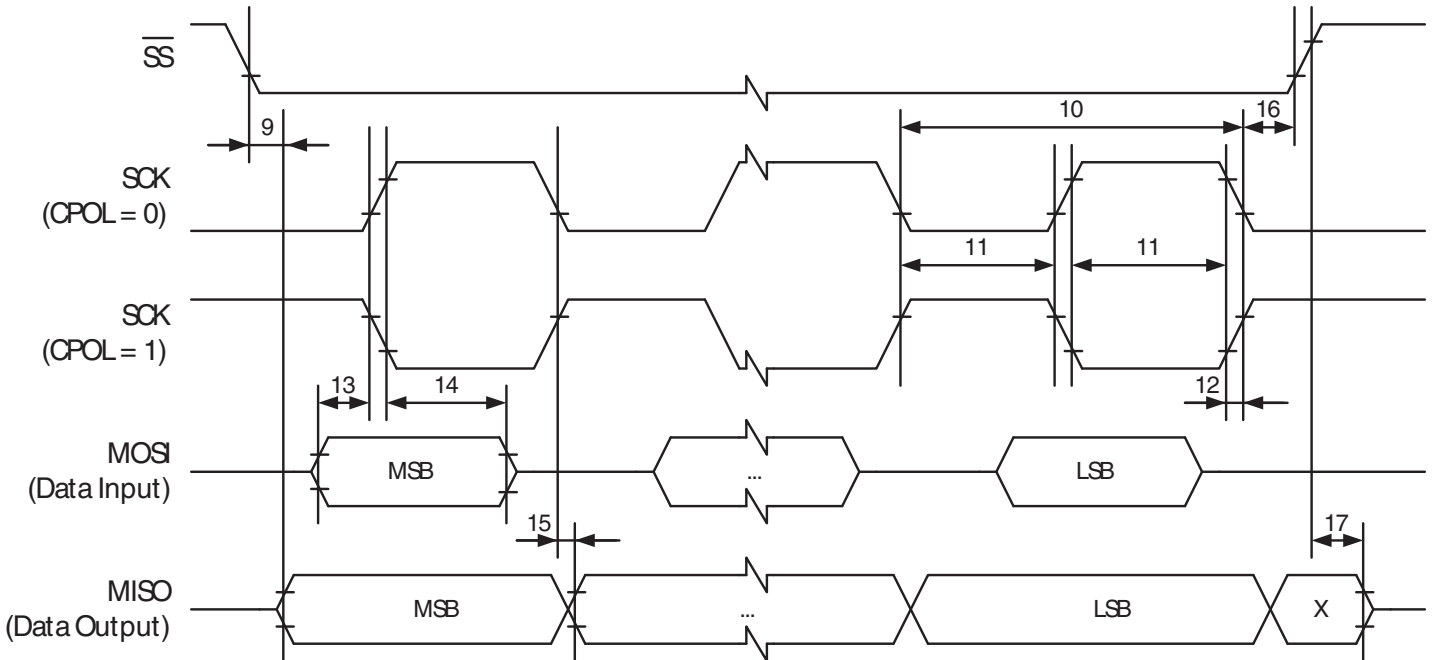 SS
9
10
16
SCK
(CPOL = 0)
11
11
SCK
(CPOL = 1)
13
14
12
MOSI
(Data Input)
MSB
...
LSB
15
17
MISO
(Data Output)
MSB
...
LSB
X